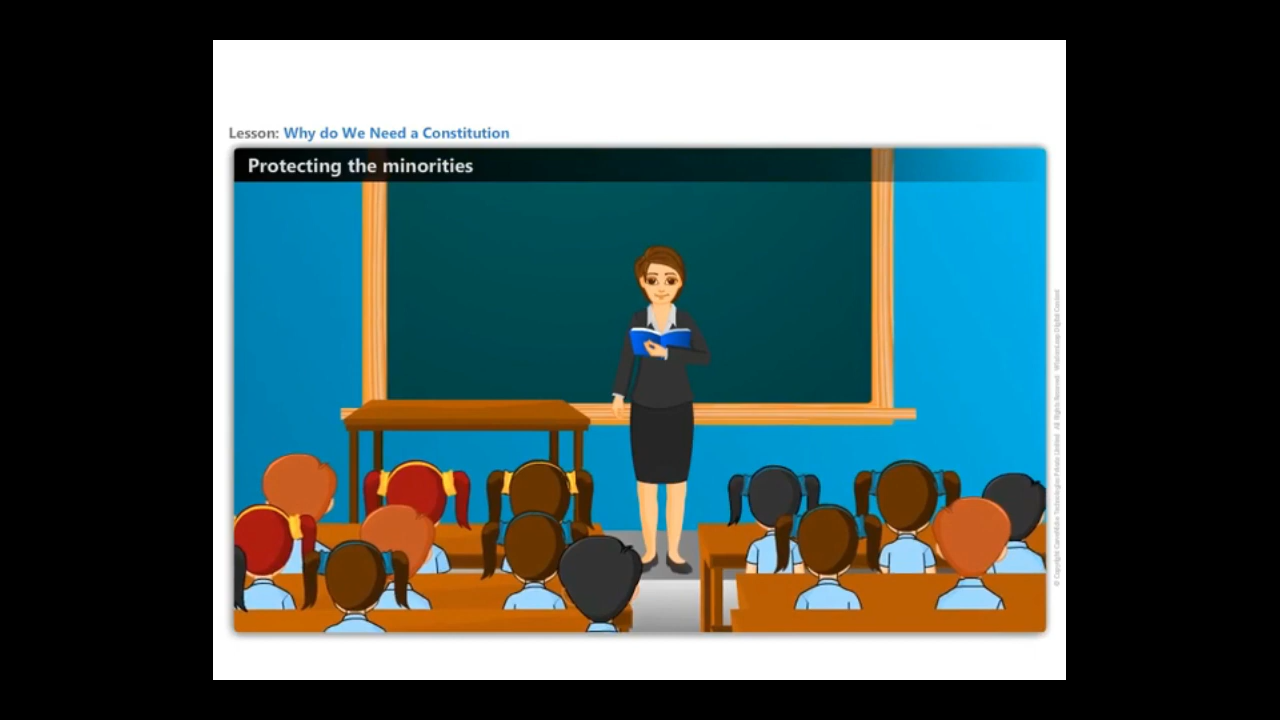 Lesson: Why do We Need a Constitution
Protecting the minorities